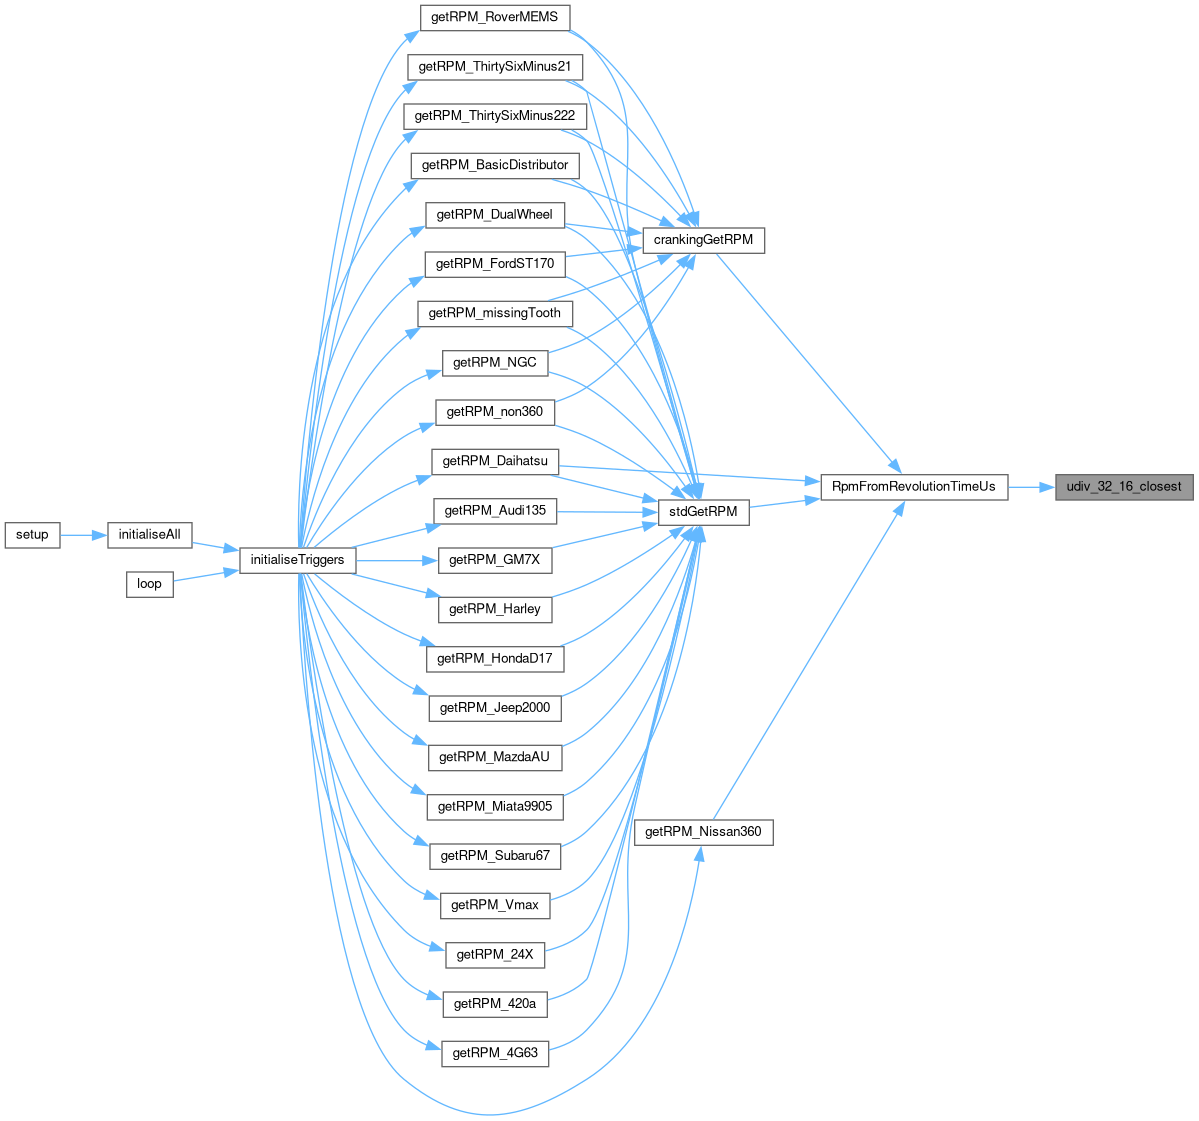 getRPM_RoverMEMS
getRPM_ThirtySixMinus21
getRPM_ThirtySixMinus222
getRPM_BasicDistributor
getRPM_DualWheel
crankingGetRPM
getRPM_FordST170
getRPM_missingTooth
getRPM_NGC
getRPM_non360
getRPM_Daihatsu
RpmFromRevolutionTimeUs
udiv_32_16_closest
getRPM_Audi135
stdGetRPM
setup
initialiseAll
initialiseTriggers
getRPM_GM7X
loop
getRPM_Harley
getRPM_HondaD17
getRPM_Jeep2000
getRPM_MazdaAU
getRPM_Miata9905
getRPM_Nissan360
getRPM_Subaru67
getRPM_Vmax
getRPM_24X
getRPM_420a
getRPM_4G63